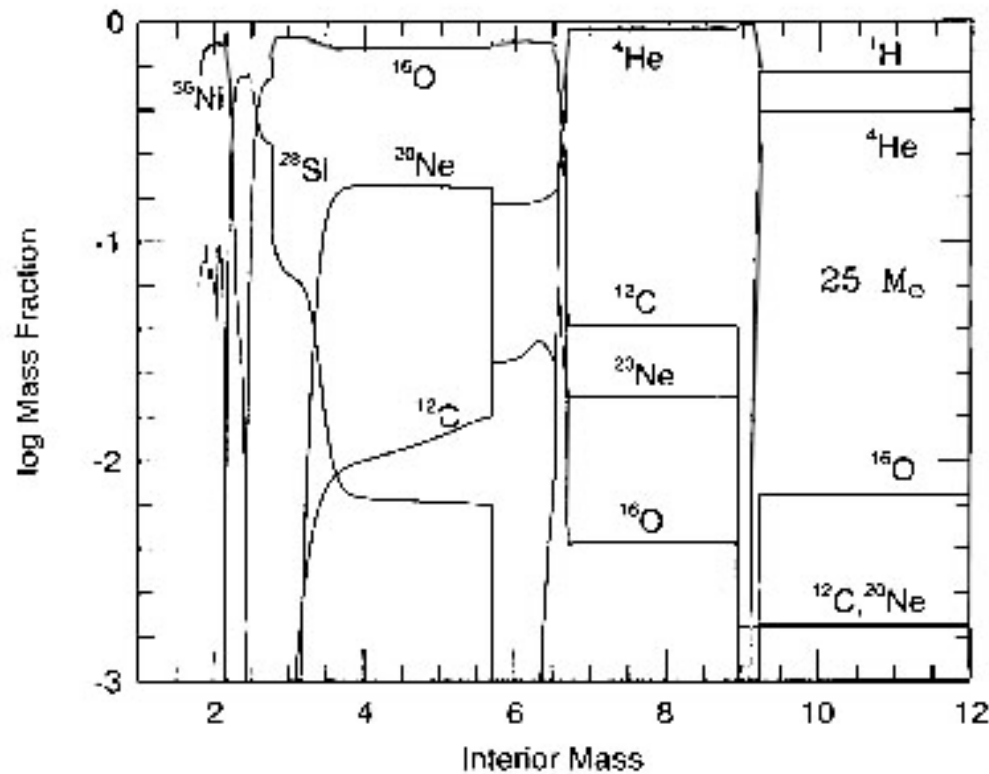 0
-1
-2
-3
log Mass Fraction
⁵⁶Ni
²⁸Si
¹⁶O
²⁰Ne
¹²C
⁴He
¹²C
²⁰Ne
¹⁶O
¹H
⁴He
25 M⊙
¹⁶O
¹²C,²⁰Ne
2 4 6 8 10 12
Interior Mass